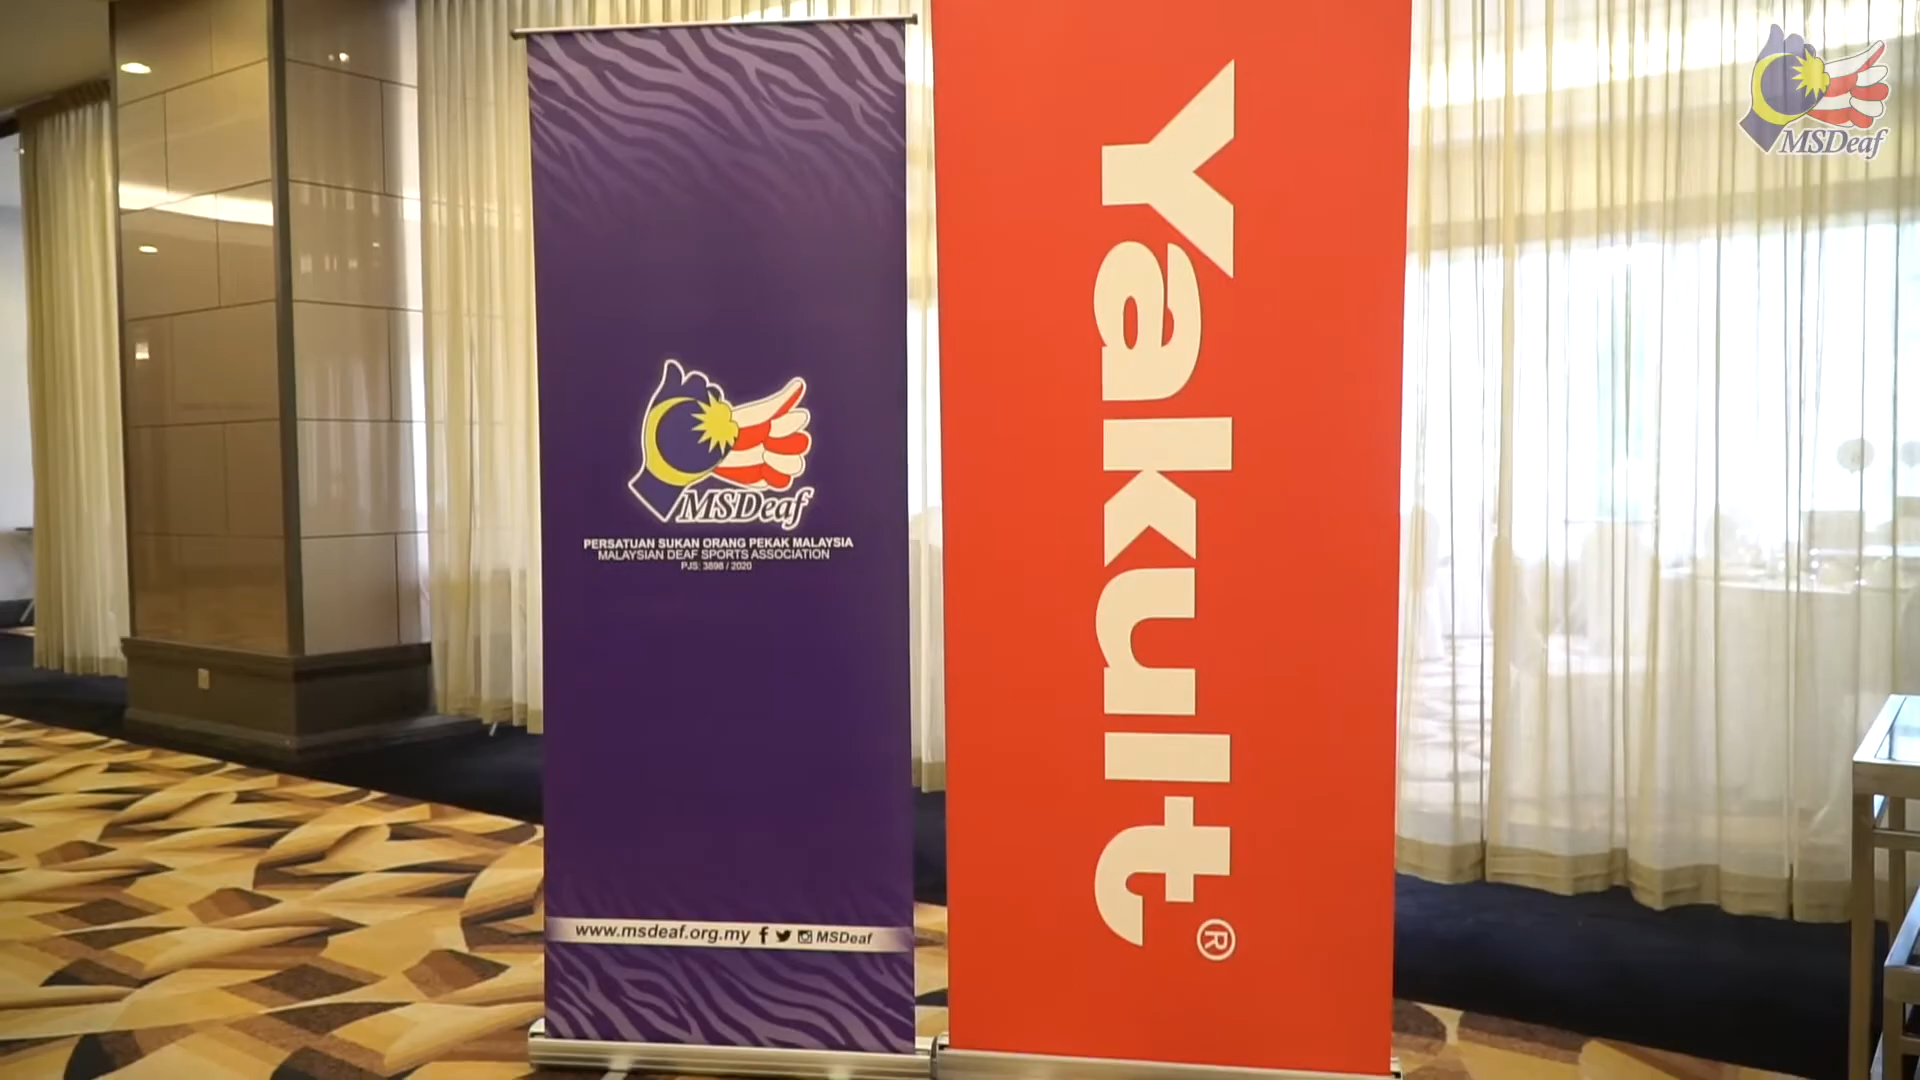 MSDeaf
PERSATUAN SUKAN ORANG PEKAK MALAYSIA
MALAYSIAN DEAF SPORTS ASSOCIATION
PJS: 3898 / 2020
www.msdeaf.org.my MSDeaf
Yakult®
MSDeaf